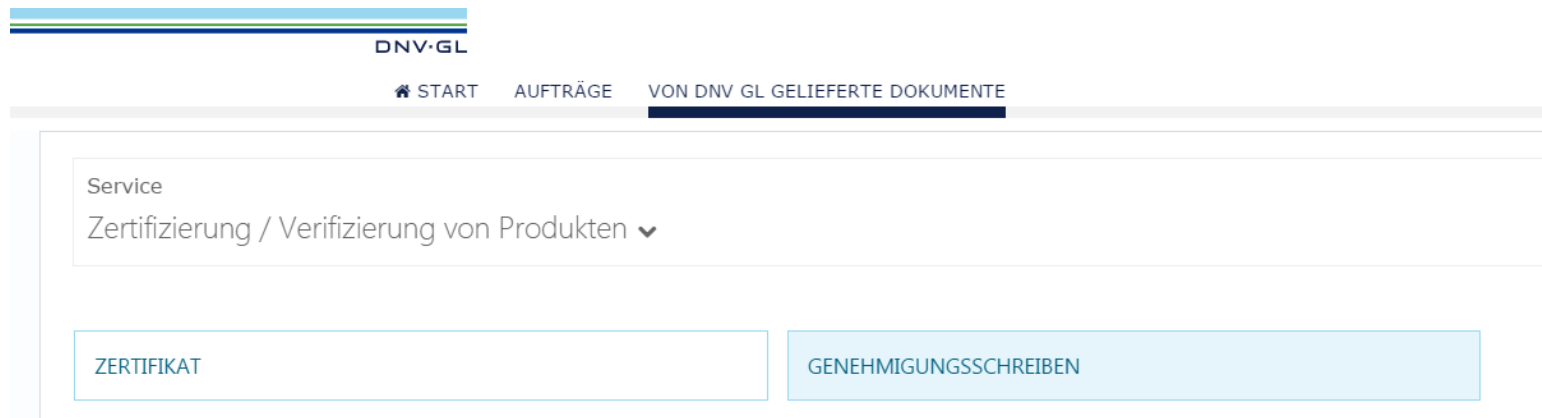 DNV·GL
START AUFTRÄGE VON DNV GL GELIEFERTE DOKUMENTE
Service
Zertifizierung / Verifizierung von Produkten
ZERTIFIKAT GENEHMIGUNGSSCHREIBEN